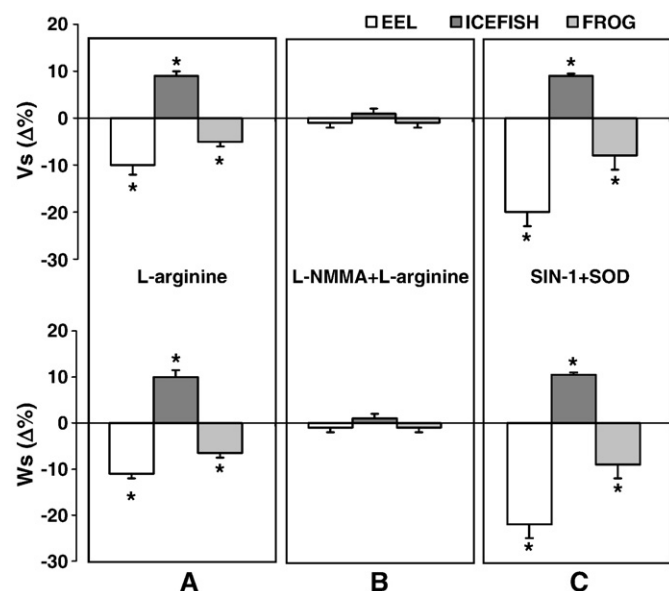 EEL ICEFISH FROG
20
10
0
-10
-20
-30
Vs (Δ%)
* * *
* * *
L-arginine L-NMMA+L-arginine SIN-1+SOD
20
10
0
-10
-20
-30
Ws (Δ%)
* * *
* * *
A B C